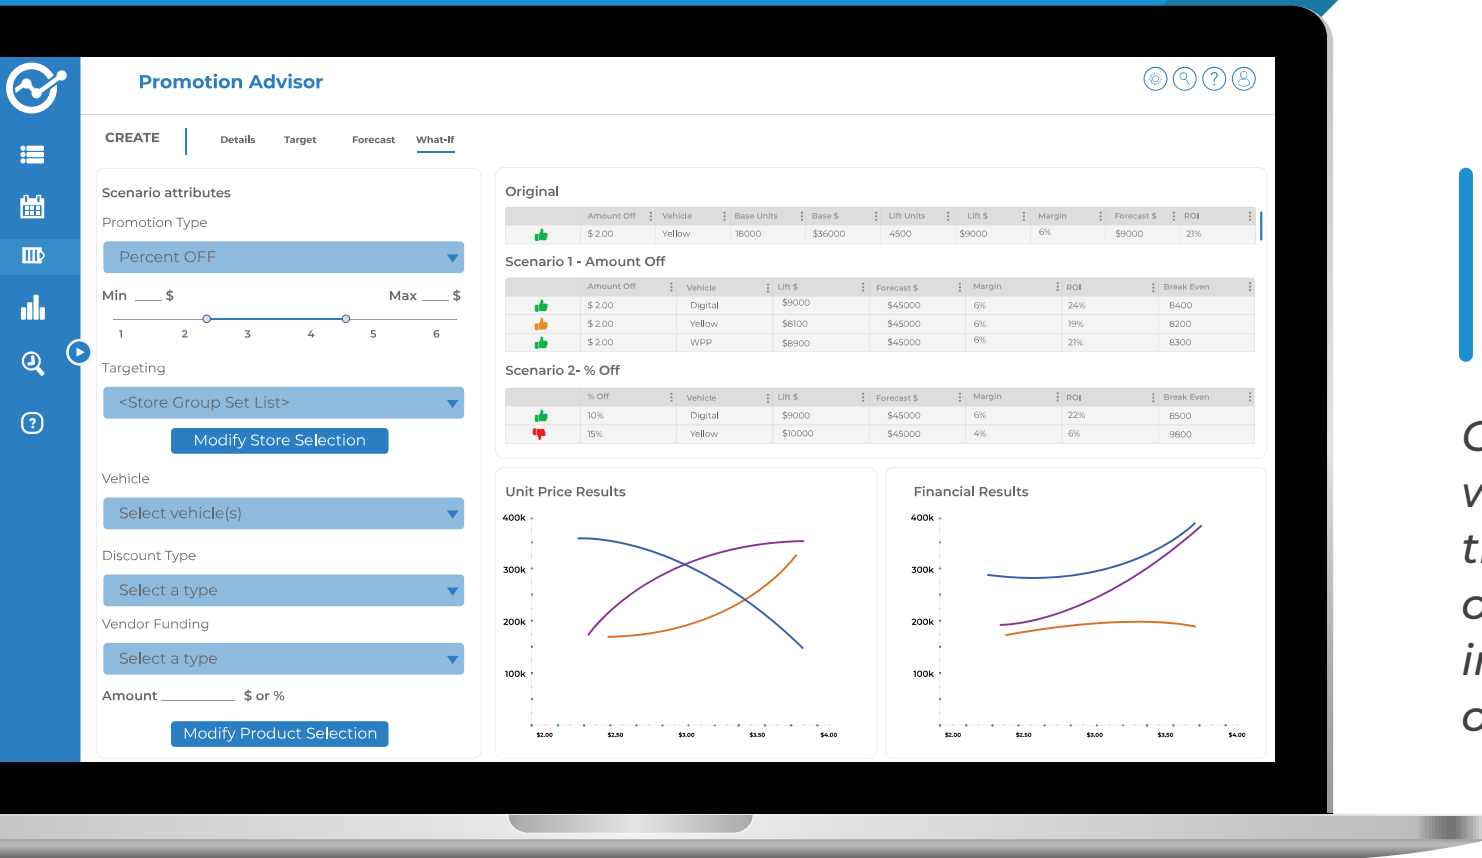 Promotion Advisor
CREATE
Details Target Forecast What-If
Scenario attributes
Promotion Type
Percent OFF
Min ___ $ Max ___ $
1 2 3 4 5 6
Targeting
<Store Group Set List>
Modify Store Selection
Vehicle
Select vehicle(s)
Discount Type
Select a type
Vendor Funding
Select a type
Amount ________ $ or %
Modify Product Selection
Original
Amount Off Vehicle Base Units Base $ Lift Units Lift $ Margin Forecast $ ROI
$ 2.00 Yellow 18000 $36000 4500 $9000 6% $9000 21%
Scenario 1 - Amount Off
Amount Off Vehicle Lift $ Forecast $ Margin ROI Break Even
$ 2.00 Digital $9000 $45000 6% 24% 8400
$ 2.00 Yellow $8100 $45000 6% 19% 8200
$ 2.00 WPP $8900 $45000 6% 21% 8300
Scenario 2- % Off
% Off Vehicle Lift $ Forecast $ Margin ROI Break Even
10% Digital $9000 $45000 6% 22% 8500
15% Yellow $10000 $45000 4% 6% 9800
Unit Price Results
400k
300k
200k
100k
$2.00 $2.50 $3.00 $3.50 $4.00
Financial Results
400k
300k
200k
100k
$2.00 $2.50 $3.00 $3.50 $4.00